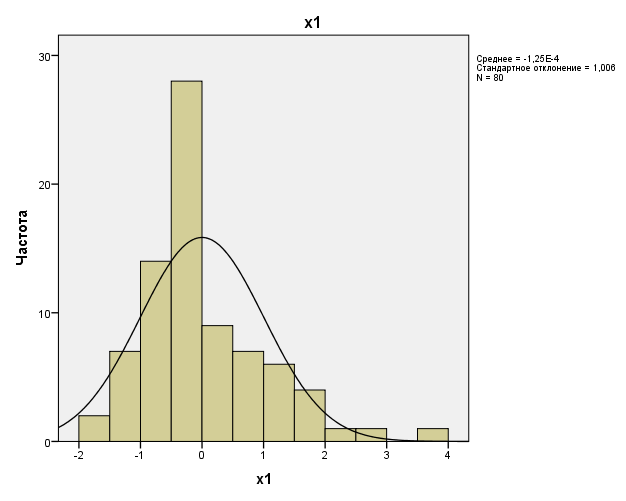 x1
Среднее = -1,25E-4
Стандартное отклонение = 1,006
N = 80
30
20
10
0
Частота
-2 -1 0 1 2 3 4
x1